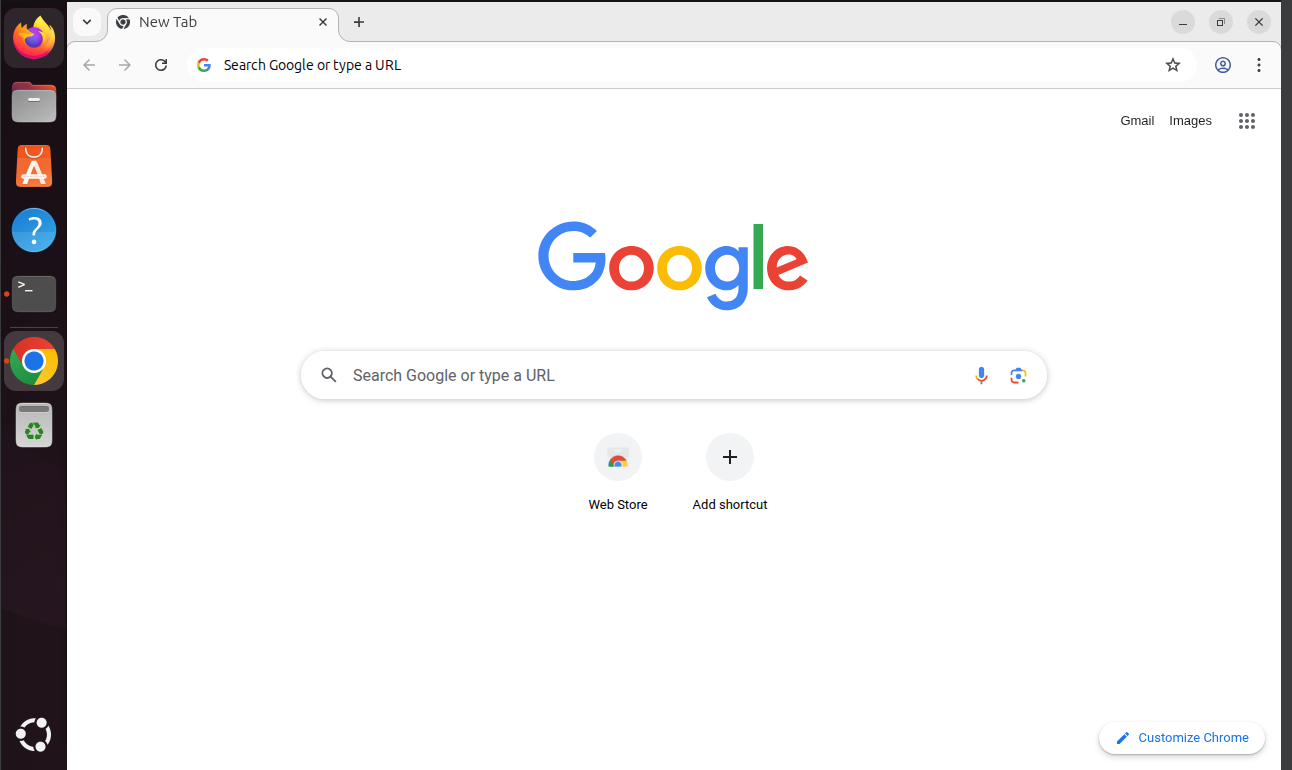 New Tab
Search Google or type a URL
Gmail Images
Google
Search Google or type a URL
Web Store Add shortcut
Customize Chrome